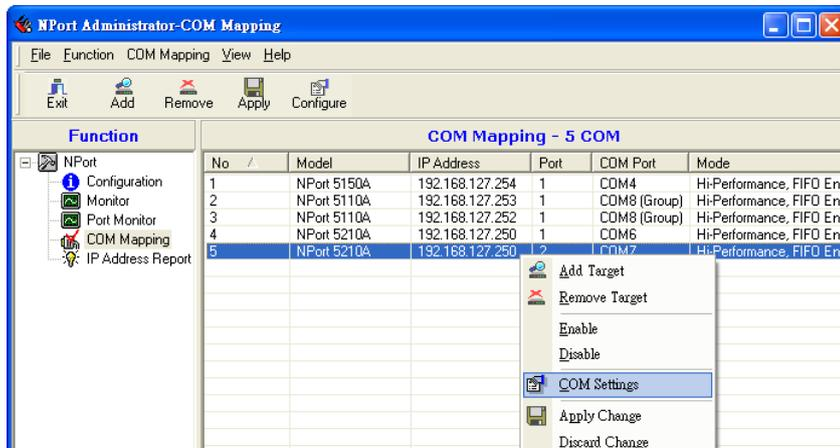 NPort Administrator-COM Mapping
File Function COM Mapping View Help
Exit Add Remove Apply Configure
Function
COM Mapping - 5 COM
NPort
Configuration
Monitor
Port Monitor
COM Mapping
IP Address Report
No Model IP Address Port COM Port Mode
1 NPort 5150A 192.168.127.254 1 COM4 Hi-Performance, FIFO En
2 NPort 5110A 192.168.127.253 1 COM8 (Group) Hi-Performance, FIFO En
3 NPort 5110A 192.168.127.252 1 COM8 (Group) Hi-Performance, FIFO En
4 NPort 5210A 192.168.127.250 1 COM6 Hi-Performance, FIFO En
5 NPort 5210A 192.168.127.250 2 COM7 Hi-Performance, FIFO En
Add Target
Remove Target
Enable
Disable
COM Settings
Apply Change
Discard Change